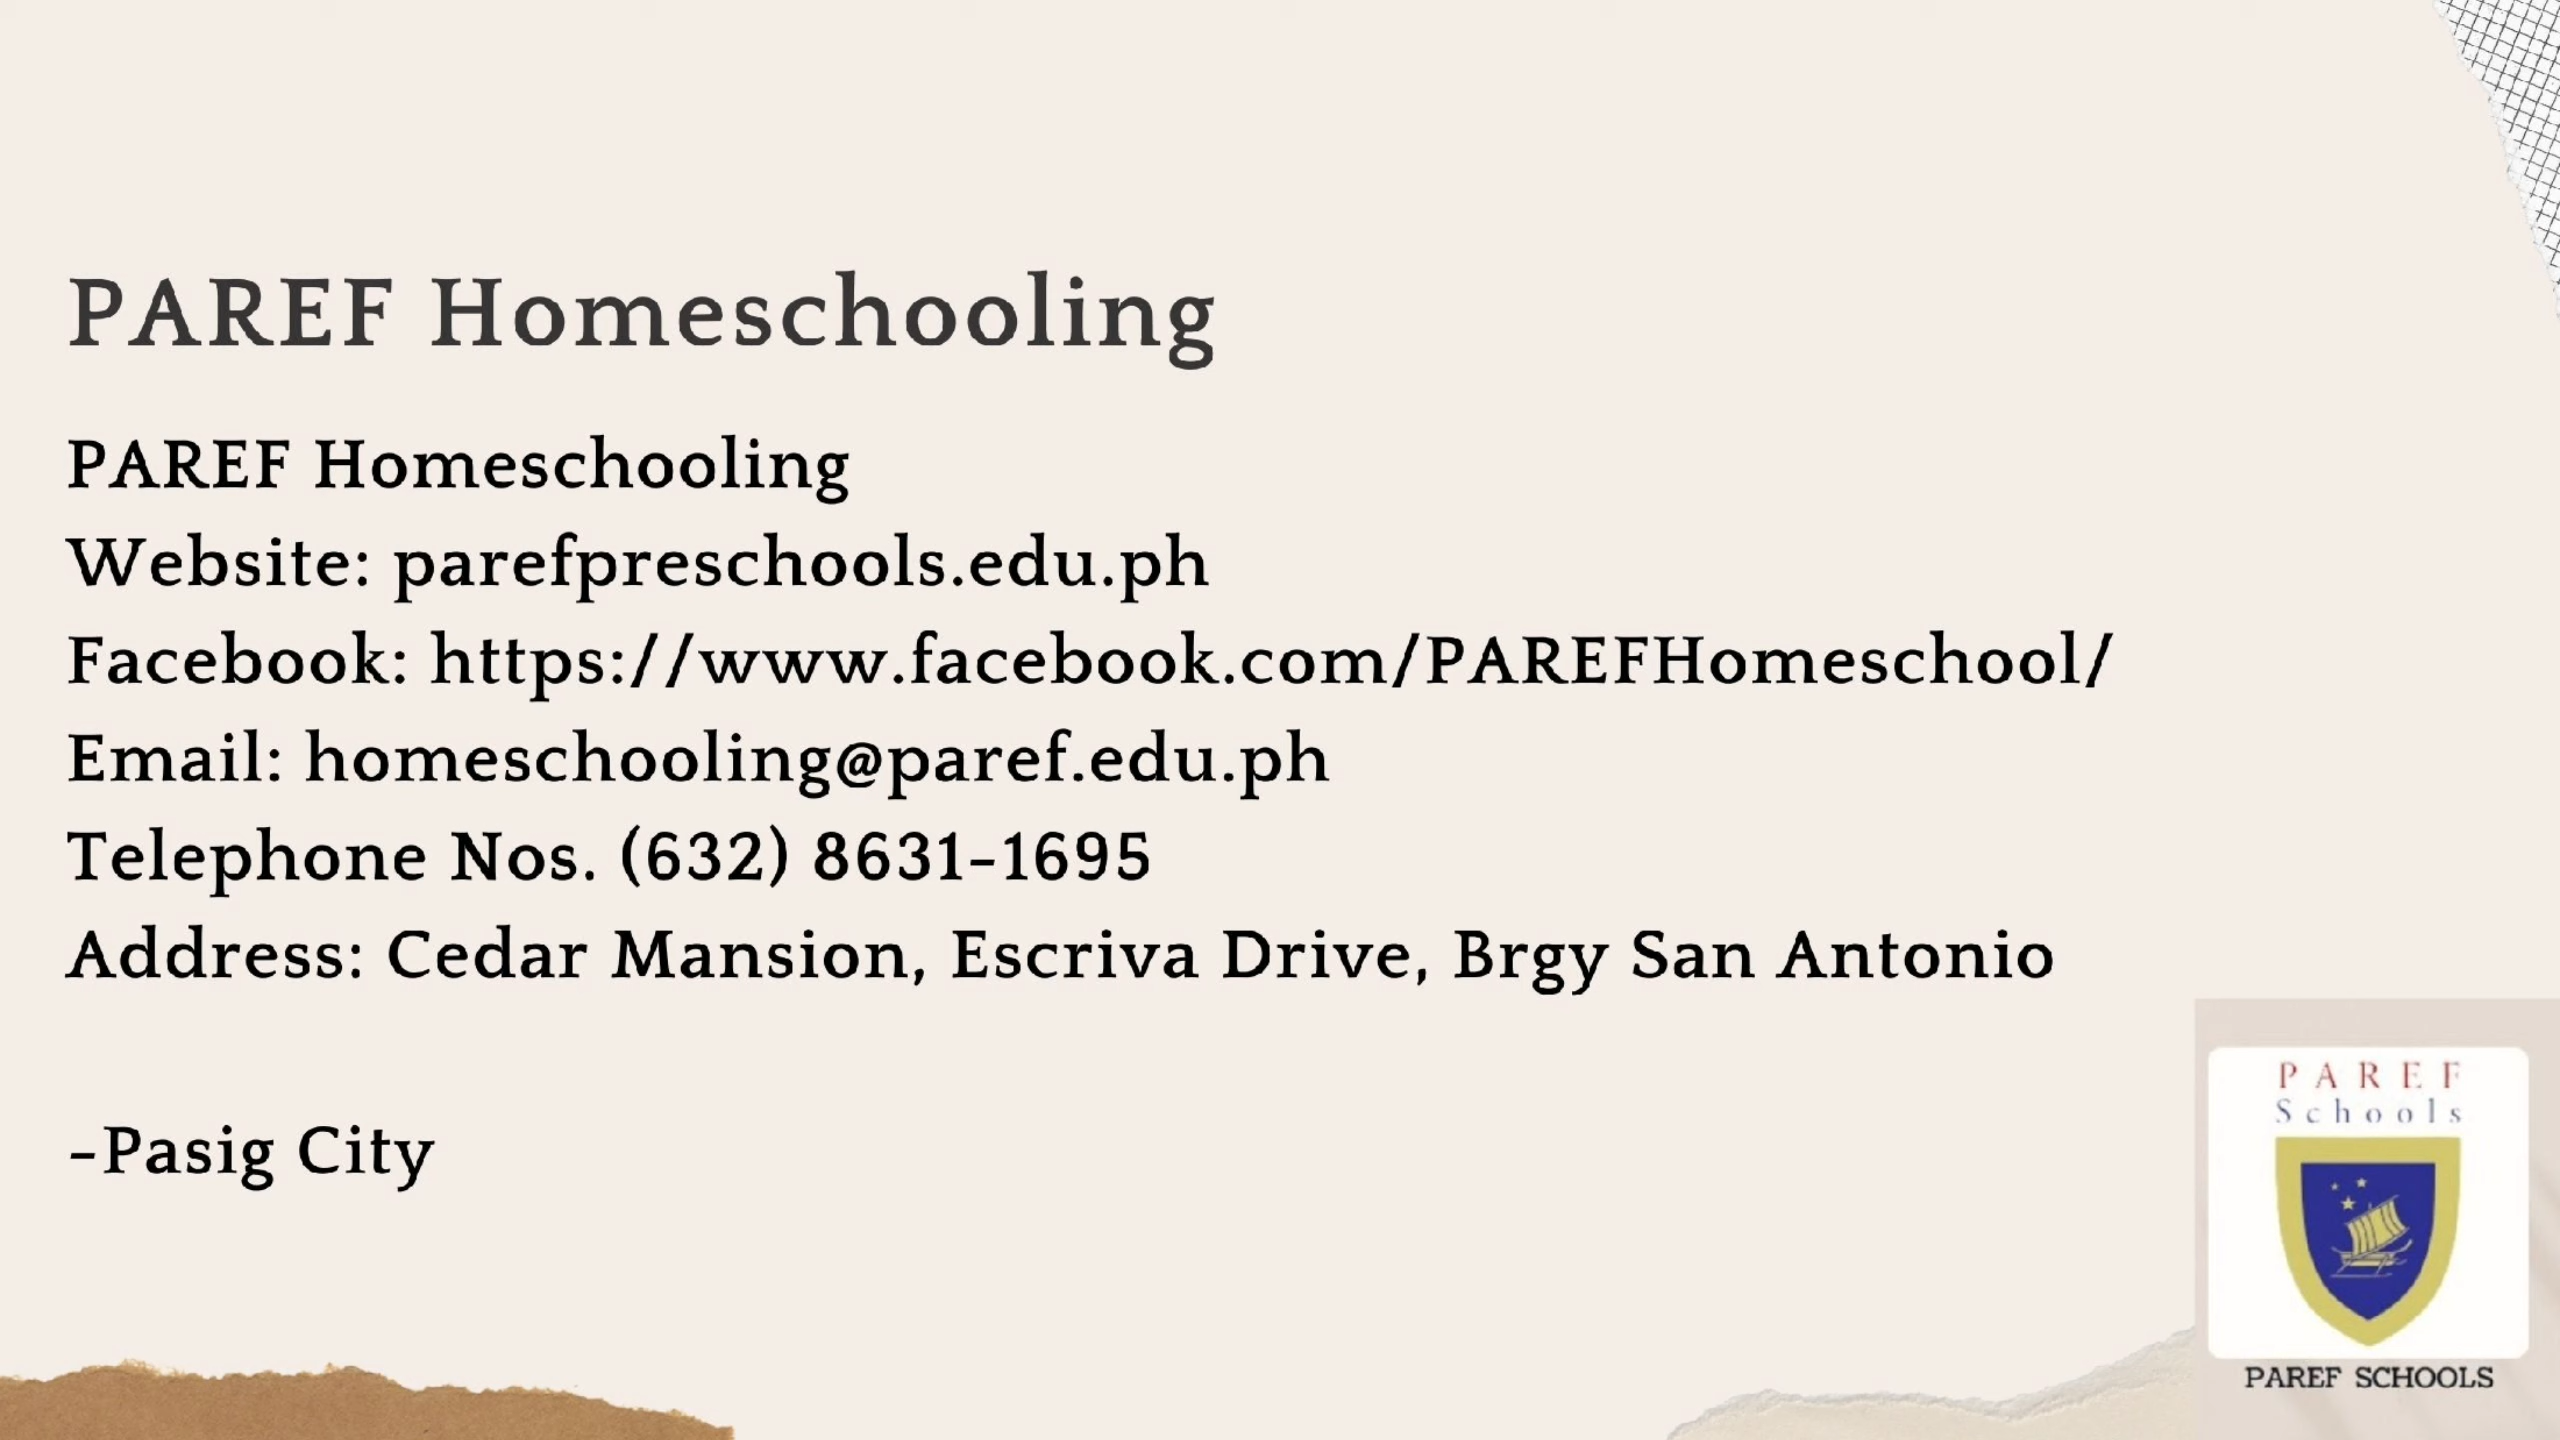 PAREF Homeschooling
PAREF Homeschooling
Website: parefpreschools.edu.ph
Facebook: https://www.facebook.com/PAREFHomeschool/
Email: homeschooling@paref.edu.ph
Telephone Nos. (632) 8631-1695
Address: Cedar Mansion, Escriva Drive, Brgy San Antonio
-Pasig City
PAREF
Schools
PAREF SCHOOLS